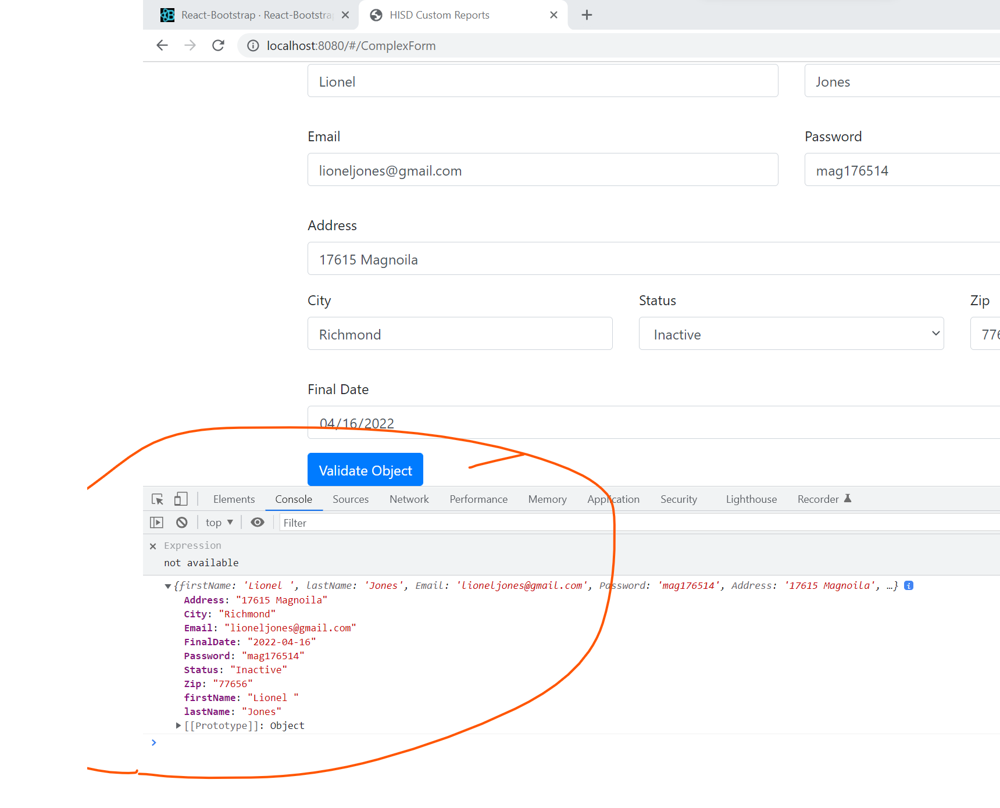 React-Bootstrap · React-Bootstrap
HISD Custom Reports
localhost:8080/#/ComplexForm
Lionel Jones
Email Password
lioneljones@gmail.com mag176514
Address
17615 Magnoila
City Status Zip
Richmond Inactive 776
Final Date
04/16/2022
Validate Object
Elements Console Sources Network Performance Memory Application Security Lighthouse Recorder
top ▼ Filter
Expression
not available
{firstName: 'Lionel ', lastName: 'Jones', Email: 'lioneljones@gmail.com', Password: 'mag176514', Address: '17615 Magnoila', …}
Address: "17615 Magnoila"
City: "Richmond"
Email: "lioneljones@gmail.com"
FinalDate: "2022-04-16"
Password: "mag176514"
Status: "Inactive"
Zip: "77656"
firstName: "Lionel "
lastName: "Jones"
[[Prototype]]: Object